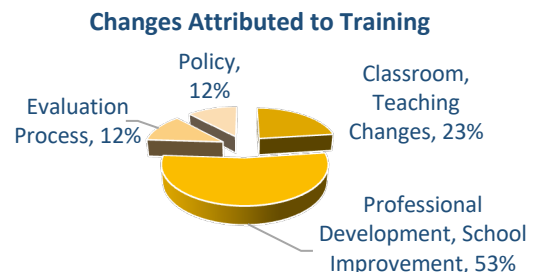 Changes Attributed to Training
Policy,
12%
Classroom,
Teaching
Changes, 23%
Evaluation
Process, 12%
Professional
Development, School
Improvement, 53%